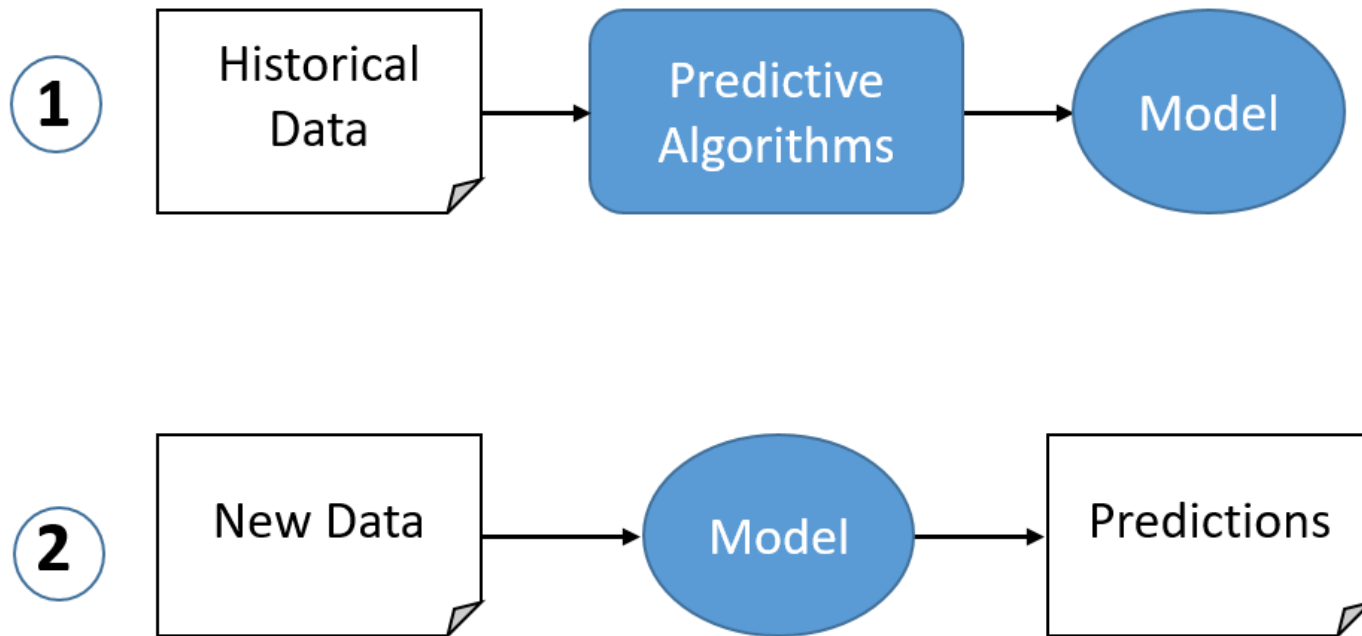 1
Historical
Data
Predictive
Algorithms
Model
2
New Data
Model
Predictions